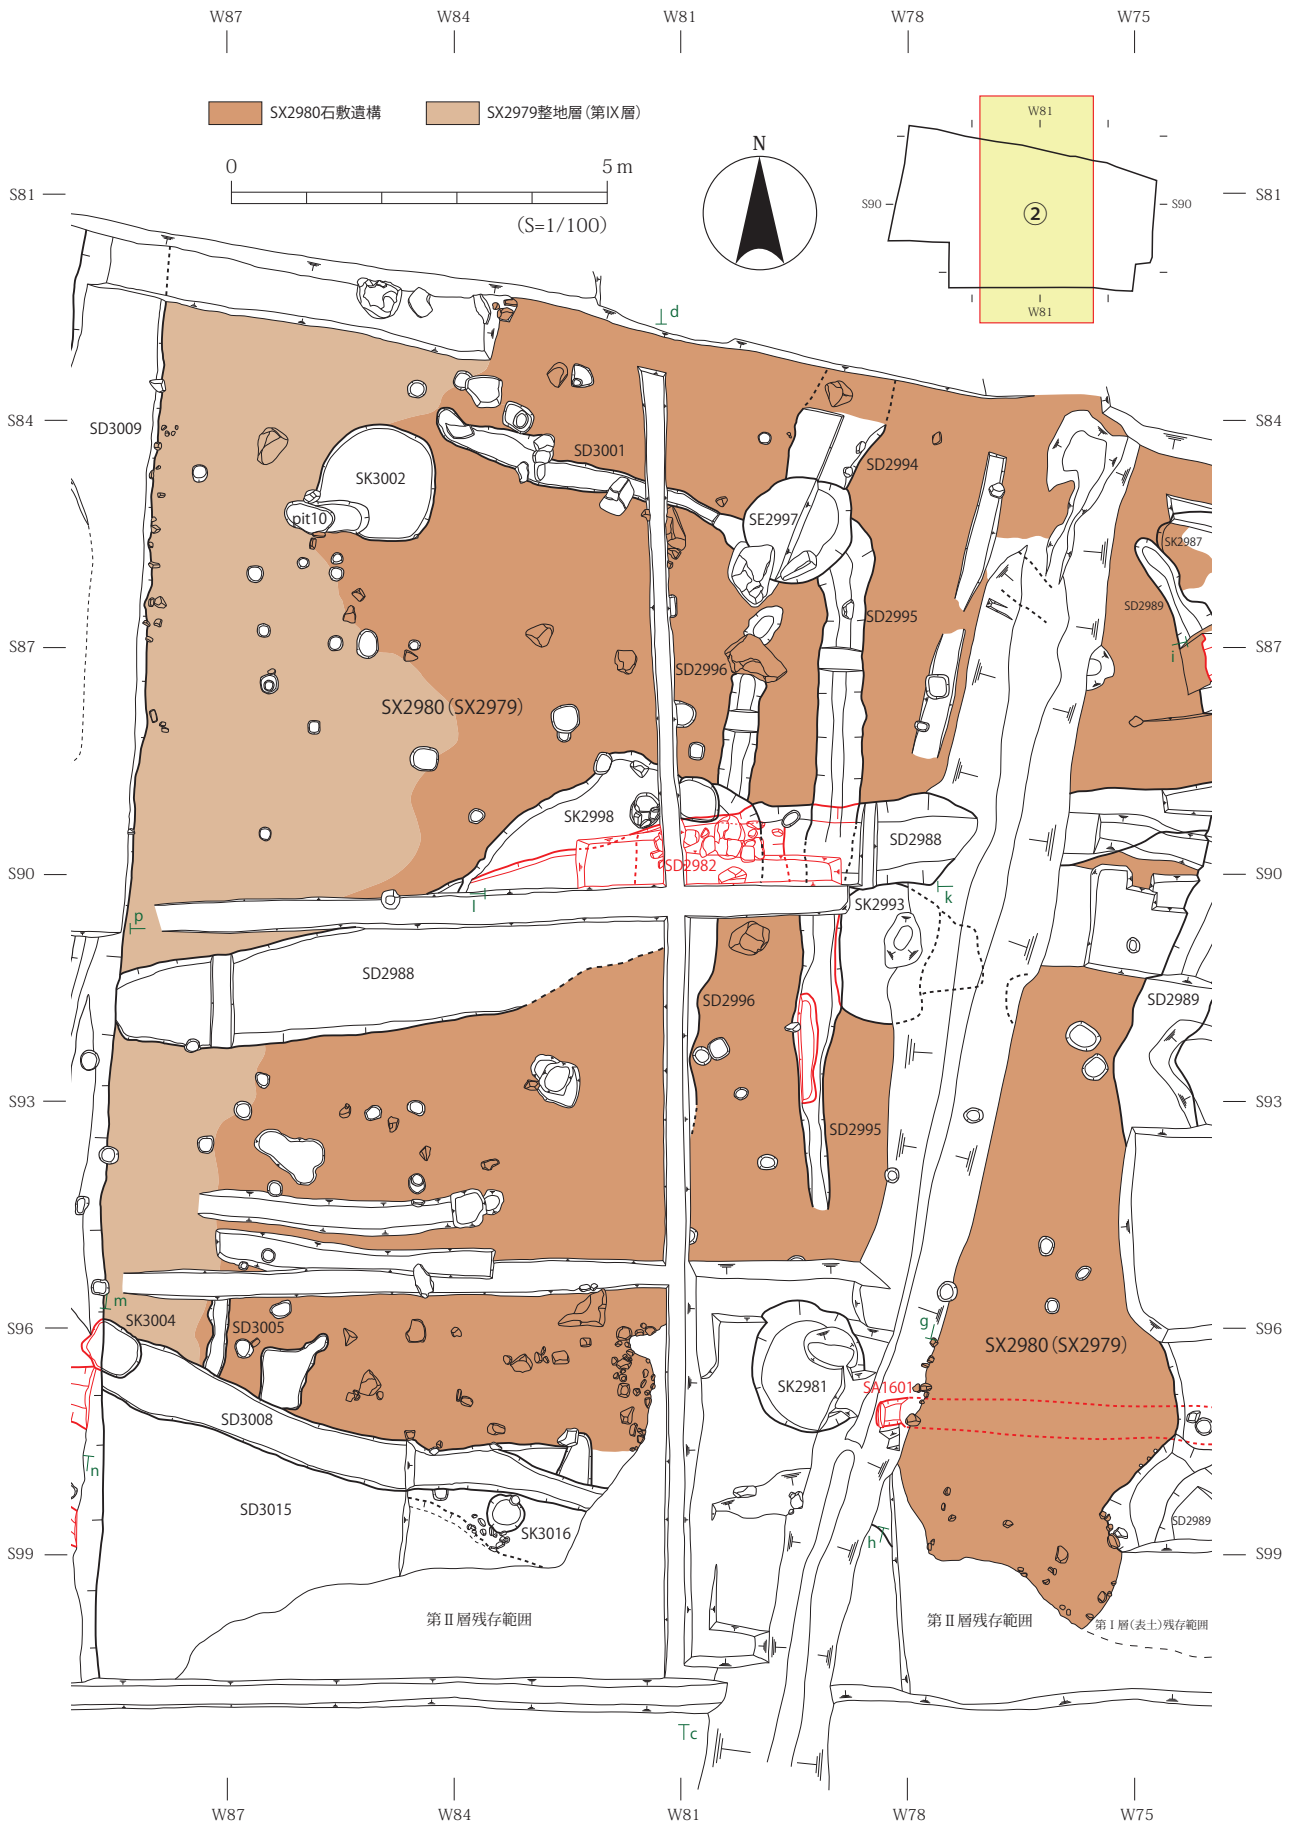 W87 W84 W81 W78 W75
SX2980石敷遺構 SX2979整地層(第Ⅸ層)
0 5 m
(S=1/100)
N
W81
S90 S90
②
W81
S81 S81
d
S84 S84
SD3009
SD3001
SD2994
SK3002
pit10
SE2997
SK2987
SD2989
SD2995
S87 S87
i
SD2996
SX2980(SX2979)
SK2998
SD2988
SD2982
S90 S90
l
k
SK2993
p
SD2988
SD2996
SD2989
S93 S93
SD2995
m
SK3004
SD3005
g
S96 S96
SX2980(SX2979)
SK2981
SA1601
SD3008
n
SD3015
SK3016
SD2989
h
S99 S99
第Ⅱ層残存範囲
第Ⅱ層残存範囲
第Ⅰ層(表土)残存範囲
c
W87 W84 W81 W78 W75